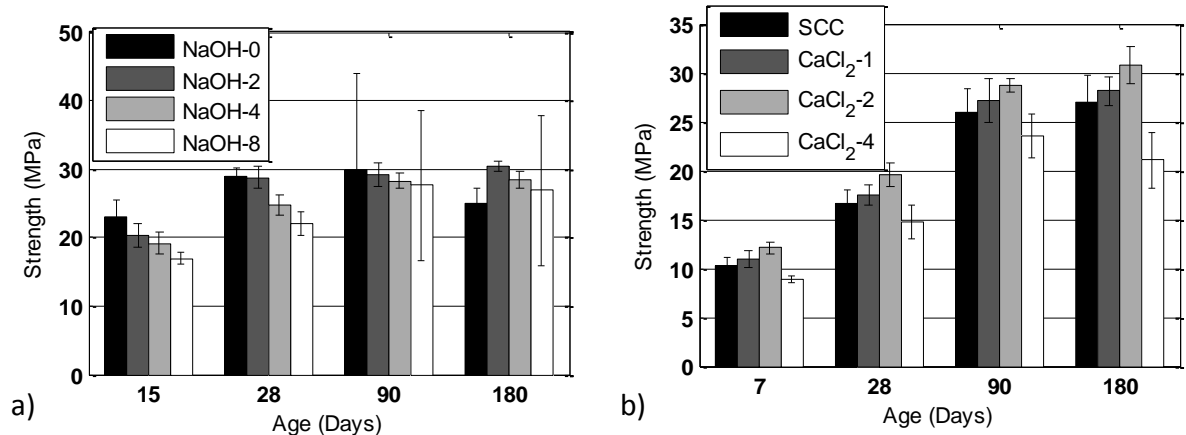 50
40
30
20
10
0
Strength (MPa)
NaOH-0
NaOH-2
NaOH-4
NaOH-8
15 28 90 180
Age (Days)
a)
35
30
25
20
15
10
5
0
Strength (MPa)
SCC
CaCl₂-1
CaCl₂-2
CaCl₂-4
7 28 90 180
Age (Days)
b)